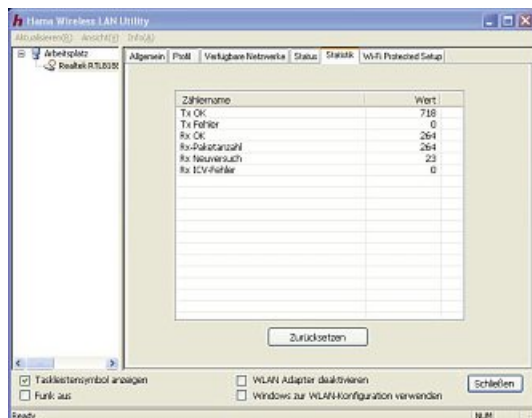 Hama Wireless LAN Utility
Aktualisieren(R) Ansicht(Y) Info(A)
Arbeitsplatz
Realtek RTL818
Allgemein Profil Verfügbare Netzwerke Status Statistik Wi-Fi Protected Setup
Zählername Wert
Tx OK 718
Tx Fehler 0
Rx OK 264
Rx-Paketanzahl 264
Rx Neuversuch 23
Rx ICV-Fehler 0
Zurücksetzen
Taskleistensymbol anzeigen
WLAN Adapter deaktivieren
Schließen
Funk aus
Windows zur WLAN-Konfiguration verwenden
Ready NUM